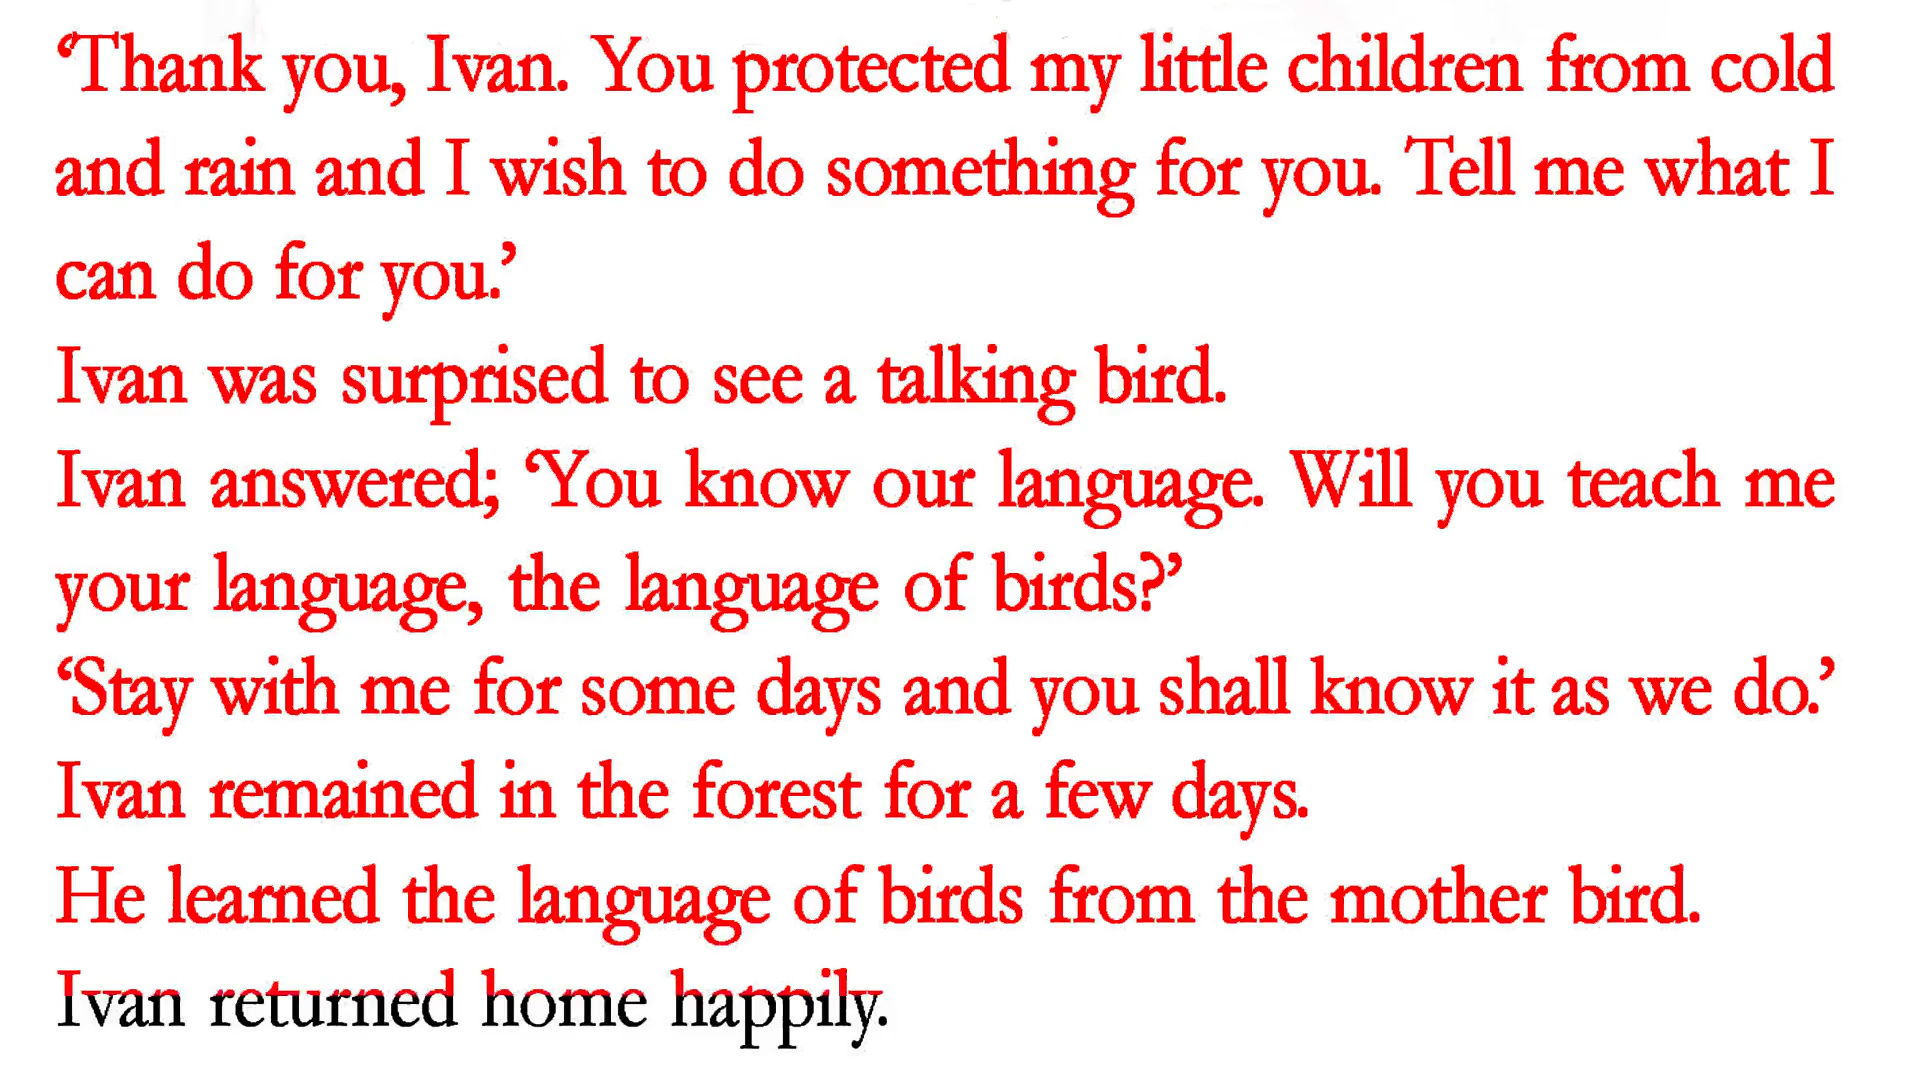 ‘Thank you, Ivan. You protected my little children from cold
and rain and I wish to do something for you. Tell me what I
can do for you.’
Ivan was surprised to see a talking bird.
Ivan answered; ‘You know our language. Will you teach me
your language, the language of birds?’
‘Stay with me for some days and you shall know it as we do.’
Ivan remained in the forest for a few days.
He learned the language of birds from the mother bird.
Ivan returned home happily.